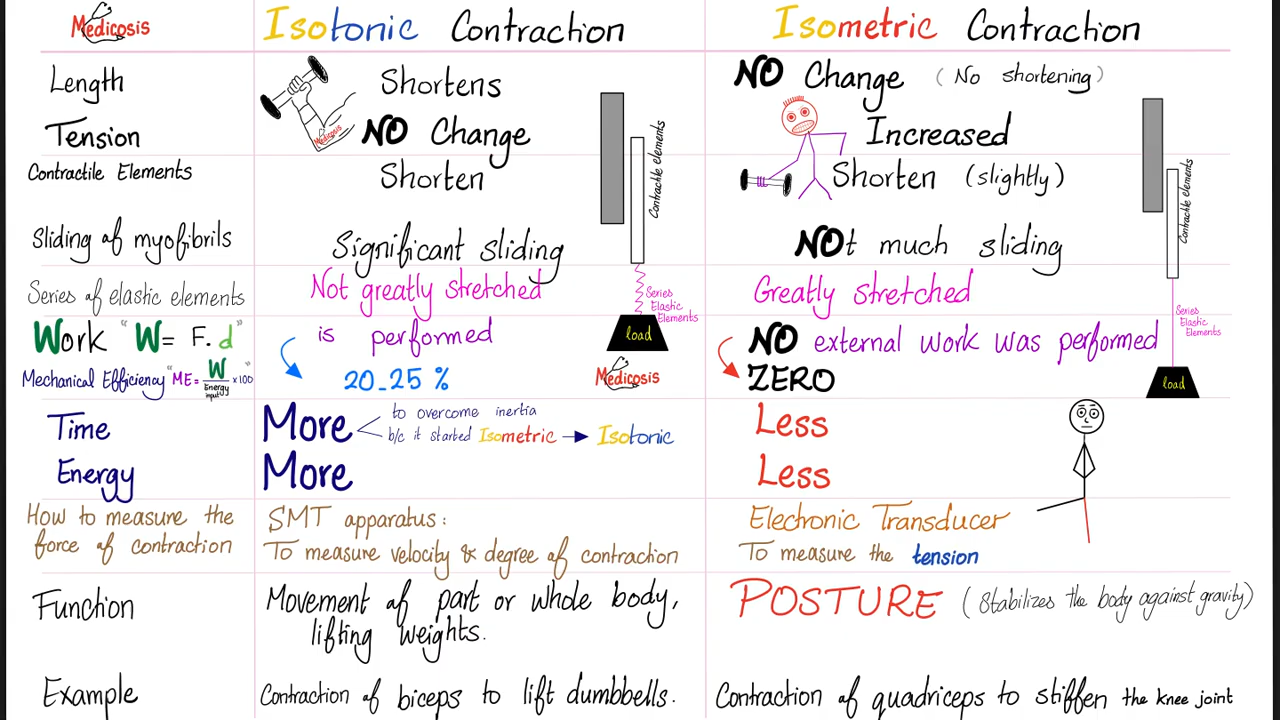 Medicosis
Isotonic Contraction
Isometric Contraction
Length
Shortens
NO Change (No shortening)
Tension
Medicosis
NO Change
Increased
Contractile Elements
Shorten
Shorten (slightly)
Contractile elements
Contractile elements
Sliding of myofibrils
Significant sliding
NOt much sliding
Series of elastic elements
Not greatly stretched
Greatly stretched
Series
Elastic
Elements
Series
Elastic
Elements
Work "W= F.d"
is performed
NO external work was performed
load
load
Mechanical Efficiency "ME= W/Energy input x100"
20_25 %
Medicosis
ZERO
Time
More
to overcome inertia
b/c it started Isometric → Isotonic
Less
Energy
More
Less
How to measure the
force of contraction
SMT apparatus:
To measure velocity & degree of contraction
Electronic Transducer
To measure the tension
Function
Movement of part or whole body,
lifting weights.
POSTURE (Stabilizes the body against gravity)
Example
Contraction of biceps to lift dumbbells.
Contraction of quadriceps to stiffen the knee joint